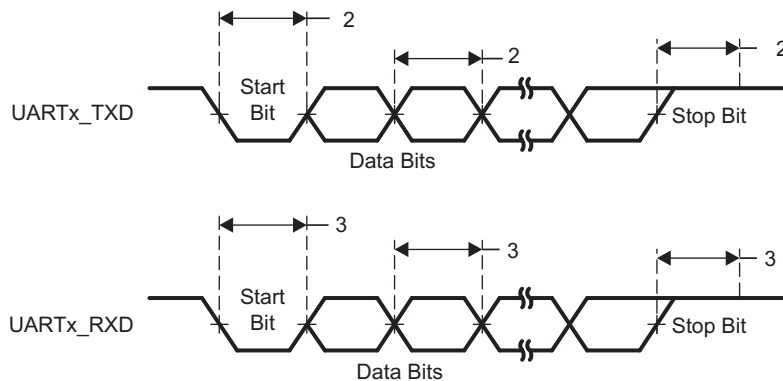 2
2
2
Start
Bit
UARTx_TXD
Stop Bit
Data Bits
3
3
3
Start
Bit
UARTx_RXD
Stop Bit
Data Bits